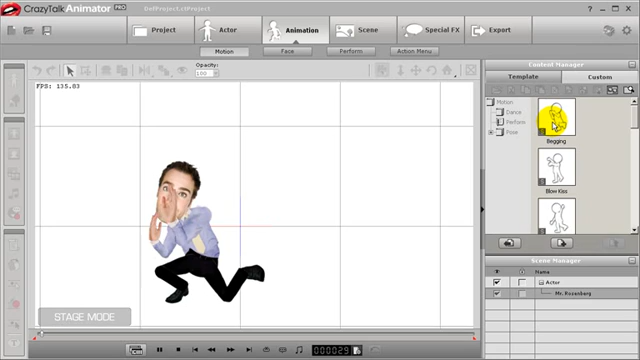 CrazyTalk Animator PRO DefProject.ctProject
Project Actor Animation Scene Special FX Export
Motion Face Perform Action Menu
Opacity:
100
FPS: 135.83
STAGE MODE
000029
Content Manager
Template Custom
Motion
Dance
Perform
Pose
S
Begging
S
Blow Kiss
S
Scene Manager
Name
Actor
Mr. Rozenberg